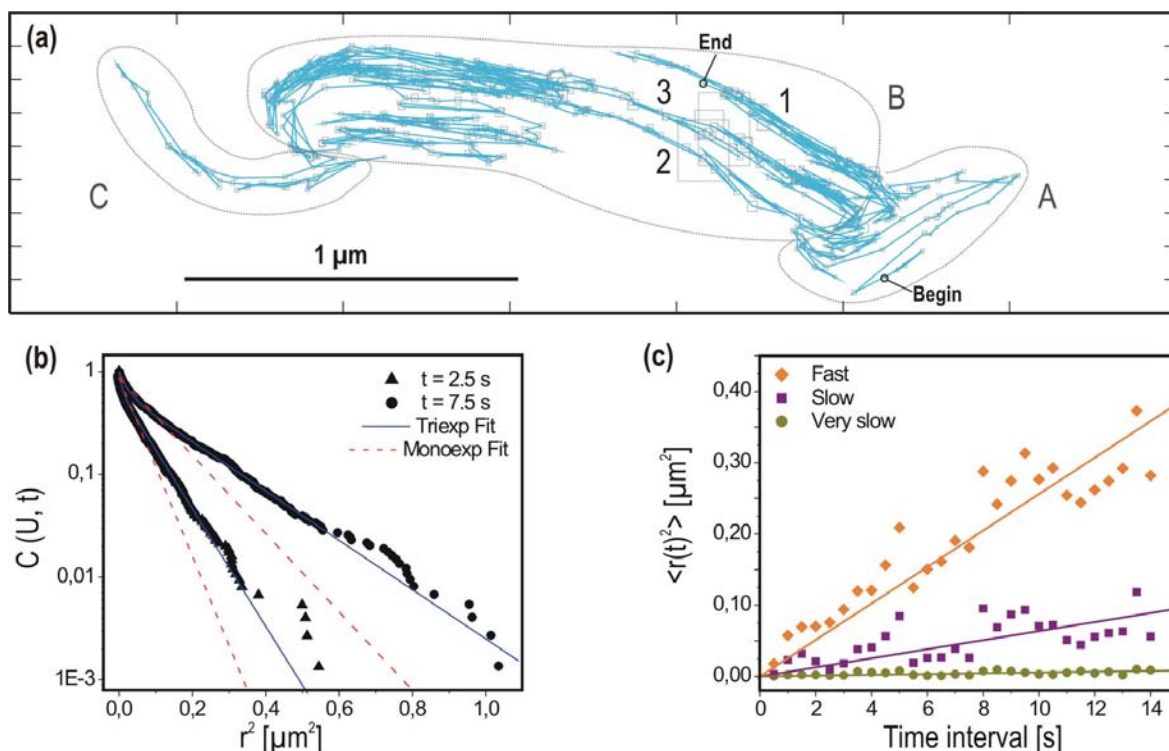 (a)
End
3
1
B
2
C
A
1 µm
Begin
(b)
1
0,1
0,01
1E-3
C (U, t)
t = 2.5 s
t = 7.5 s
Triexp Fit
Monoexp Fit
0,0 0,2 0,4 0,6 0,8 1,0
r² [µm²]
(c)
0,40
0,30
0,20
0,10
0,00
<r(t)²> [µm²]
Fast
Slow
Very slow
0 2 4 6 8 10 12 14
Time interval [s]